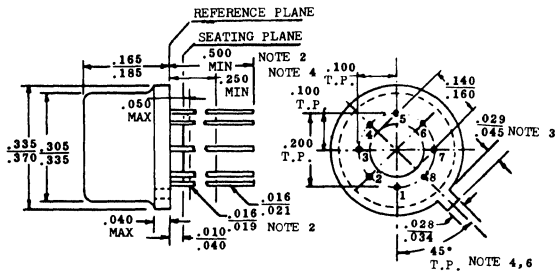 REFERENCE PLANE
SEATING PLANE
.165
.185
.500
MIN
NOTE 2
.250
MIN
NOTE 4
.100
T.P.
.140
.160
.050
MAX
.100
T.P.
.029
.045
NOTE 3
.335
.370
.305
.335
.200
T.P.
5
4
6
3
7
2
8
1
.040
MAX
.016
.019
NOTE 2
.016
.021
.010
.040
.028
.034
45°
T.P.
NOTE 4,6